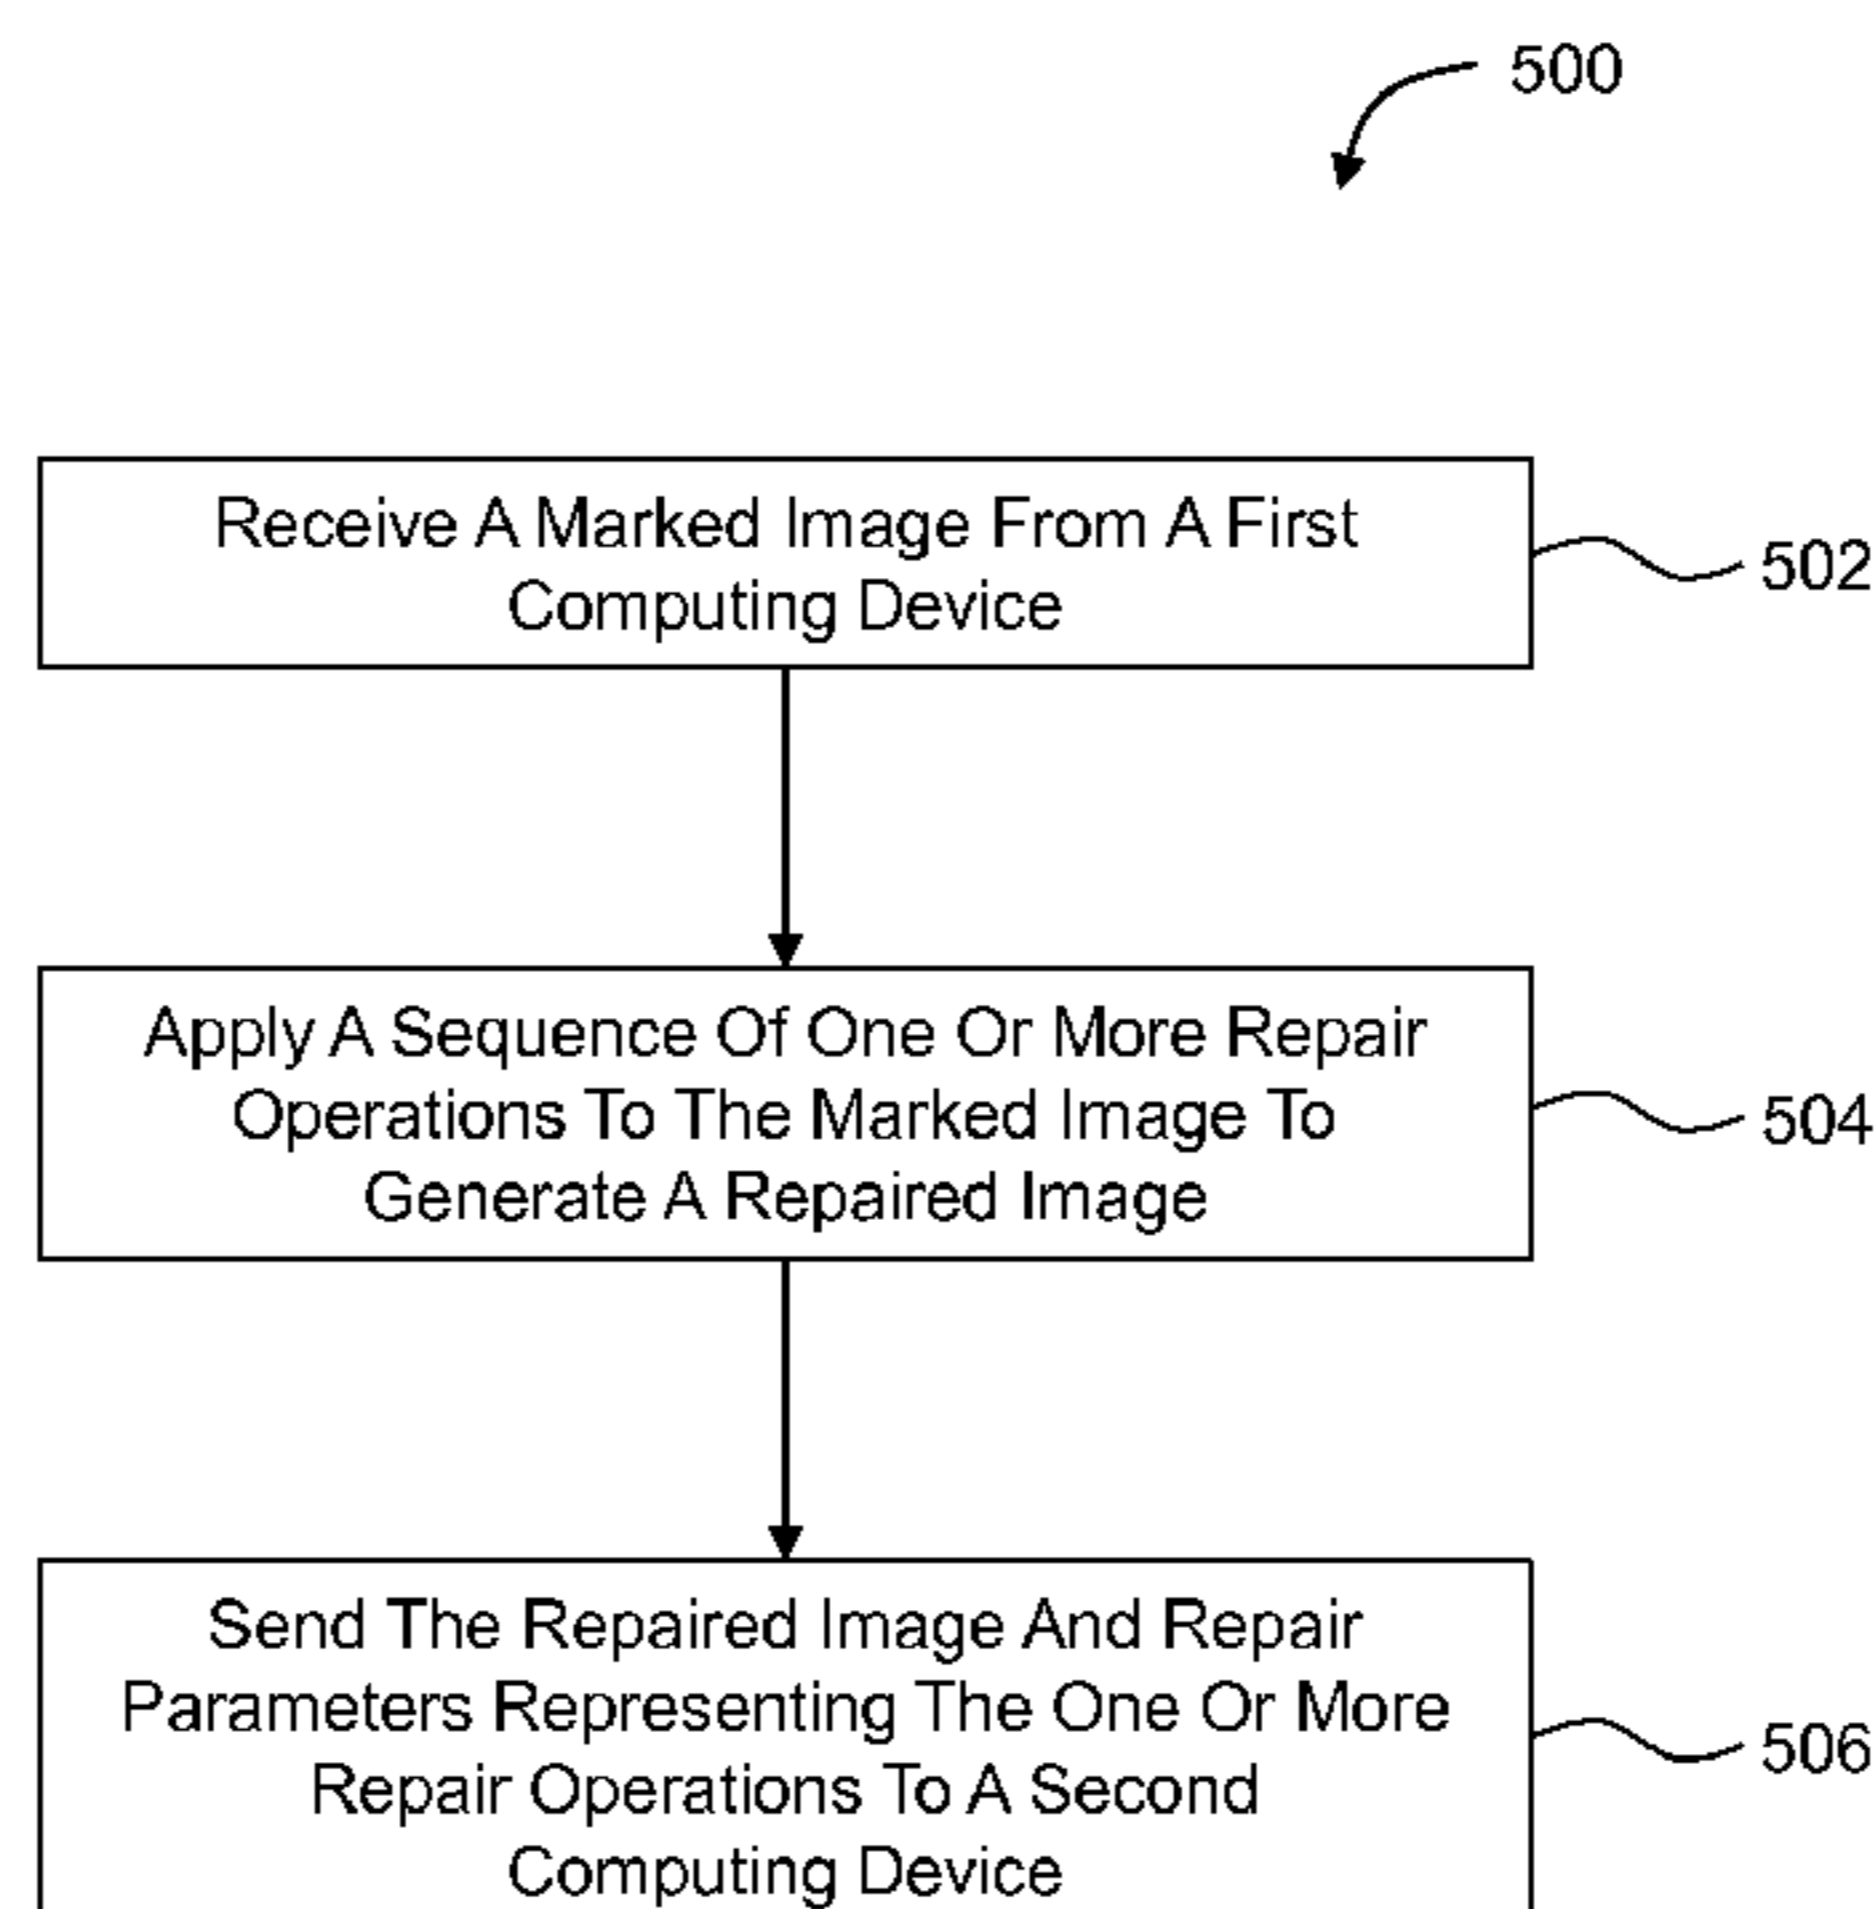 500
Receive A Marked Image From A First
Computing Device
502
Apply A Sequence Of One Or More Repair
Operations To The Marked Image To
Generate A Repaired Image
504
Send The Repaired Image And Repair
Parameters Representing The One Or More
Repair Operations To A Second
Computing Device
506